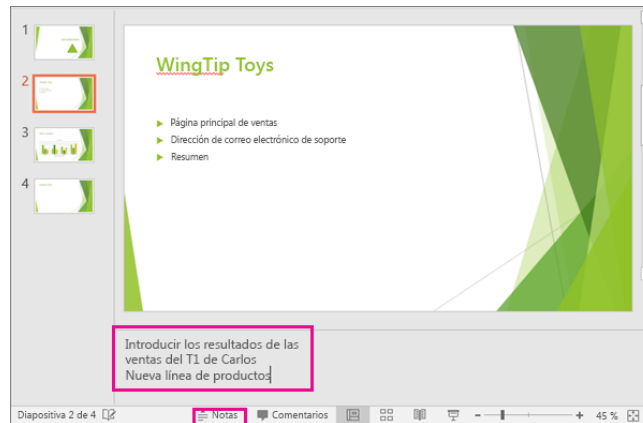 1
2
3
4
WingTip Toys
Página principal de ventas
Dirección de correo electrónico de soporte
Resumen
Introducir los resultados de las
ventas del T1 de Carlos
Nueva línea de productos
Diapositiva 2 de 4 Notas Comentarios 45 %